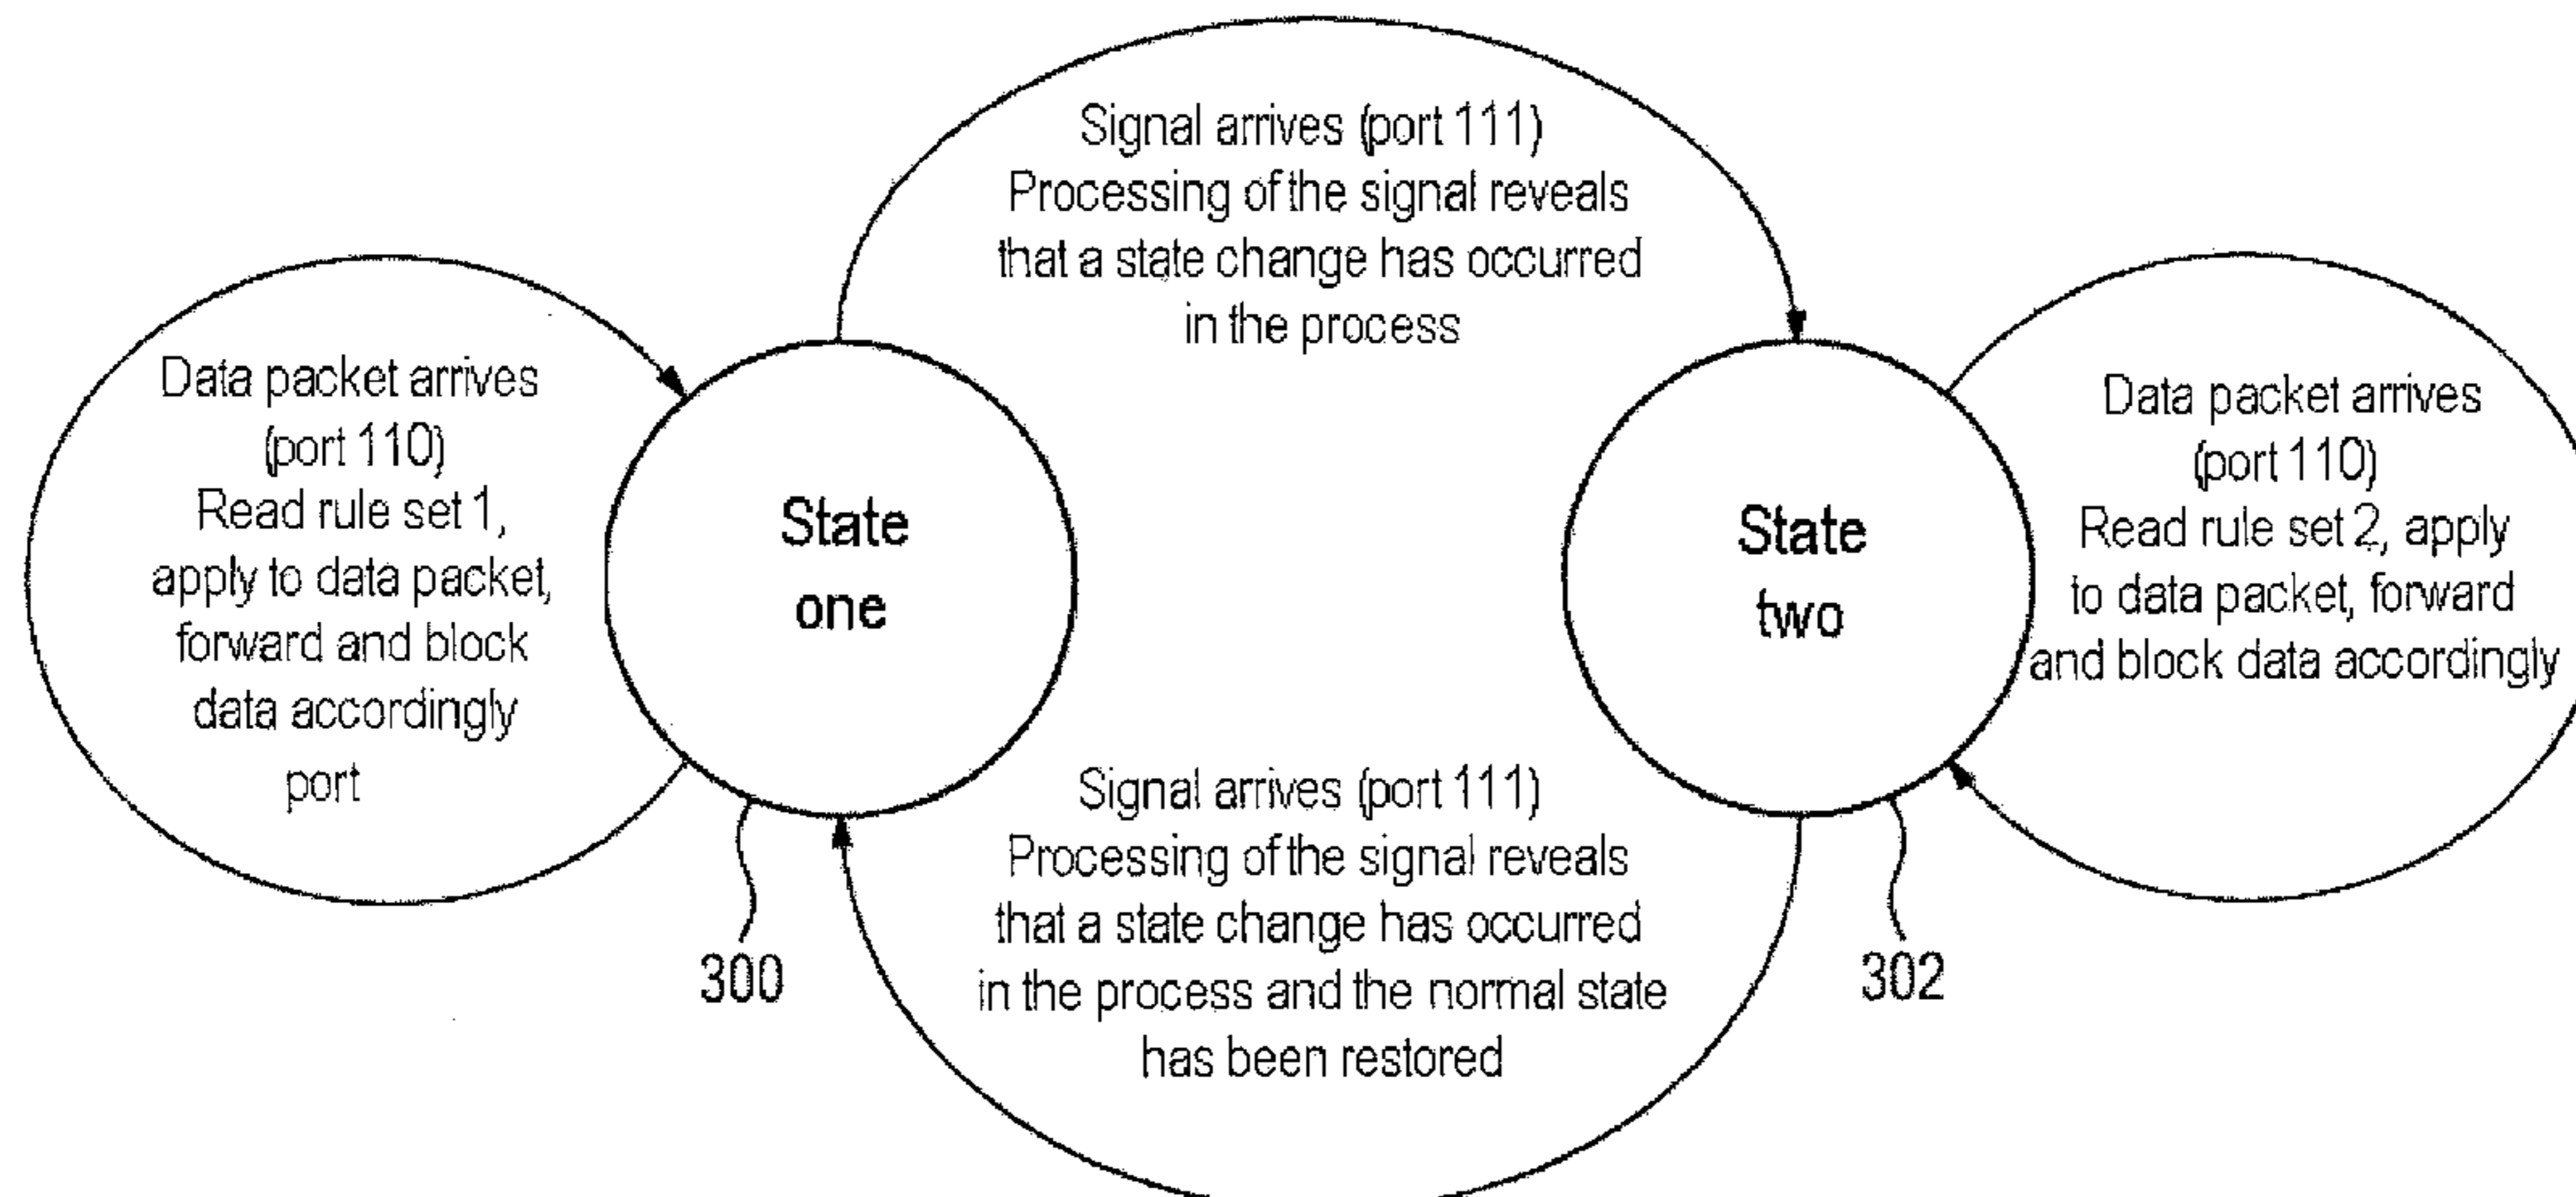 Signal arrives (port 111)
Processing of the signal reveals
that a state change has occurred
in the process
Data packet arrives
(port 110)
Read rule set 1,
apply to data packet,
forward and block
data accordingly
port
State
one
State
two
Data packet arrives
(port 110)
Read rule set 2, apply
to data packet, forward
and block data accordingly
Signal arrives (port 111)
Processing of the signal reveals
that a state change has occurred
in the process and the normal state
has been restored
300
302